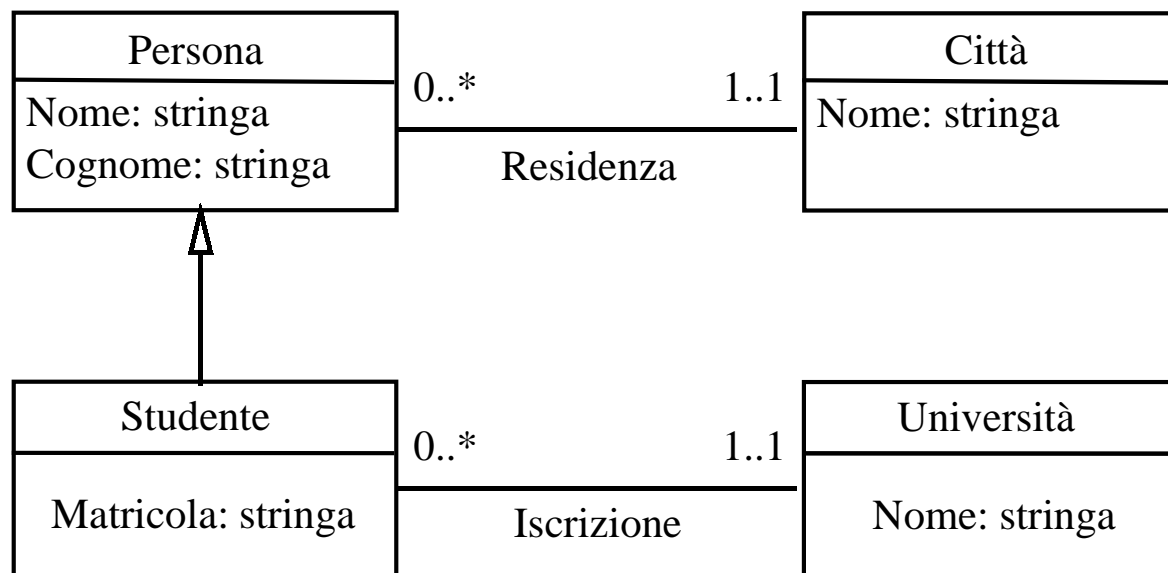 Persona
Nome: stringa
Cognome: stringa
0..*
1..1
Residenza
Città
Nome: stringa
Studente
Matricola: stringa
0..*
1..1
Iscrizione
Università
Nome: stringa